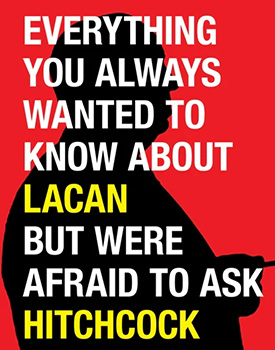 EVERYTHING
YOU ALWAYS
WANTED TO
KNOW ABOUT
LACAN
BUT WERE
AFRAID TO ASK
HITCHCOCK